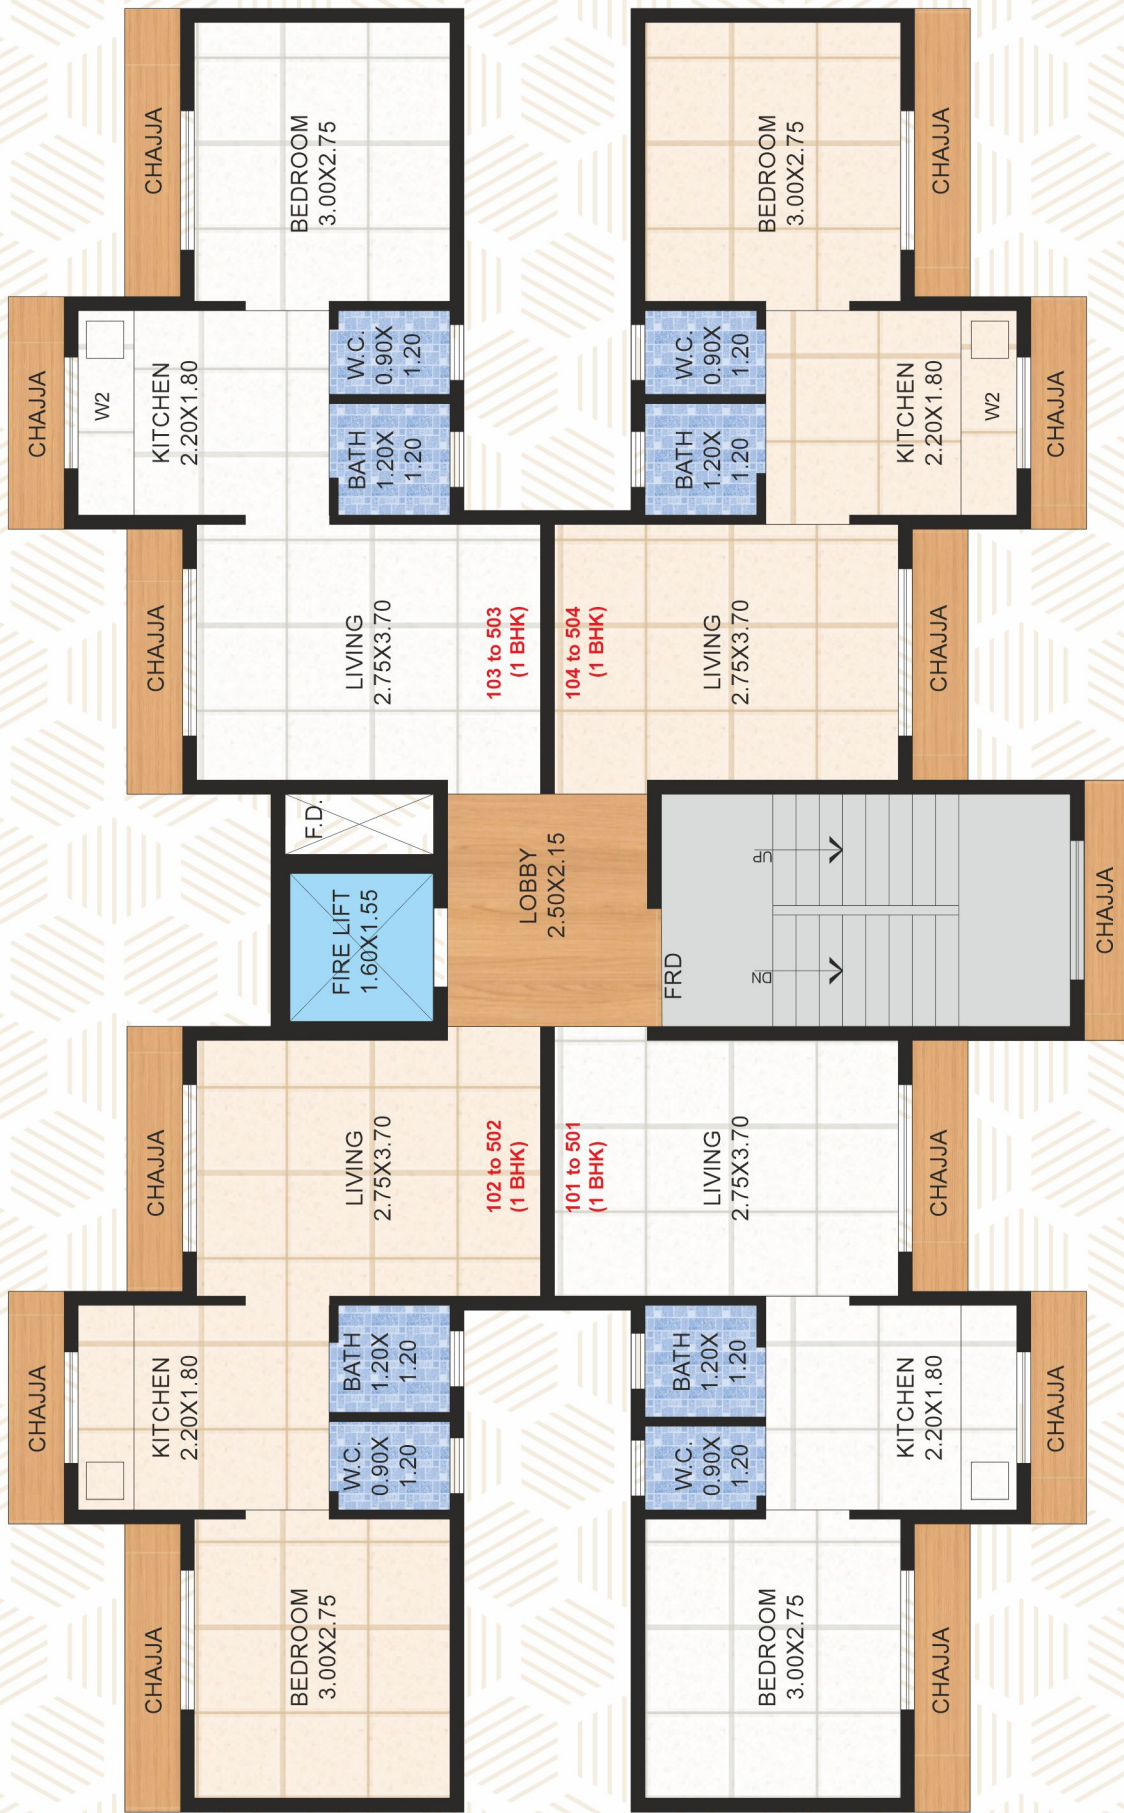 CHAJJA
CHAJJA
W2
CHAJJA
CHAJJA
CHAJJA
CHAJJA
KITCHEN
2.20X1.80
KITCHEN
2.20X1.80
BEDROOM
3.00X2.75
F.D.
BEDROOM
3.00X2.75
W.C.
0.90X
1.20
BATH
1.20X
1.20
LIVING
2.75X3.70
FIRE LIFT
1.60X1.55
LIVING
2.75X3.70
BATH
1.20X
1.20
W.C.
0.90X
1.20
102 to 502
(1 BHK)
103 to 503
(1 BHK)
LOBBY
2.50X2.15
101 to 501
(1 BHK)
104 to 504
(1 BHK)
FRD
W.C.
0.90X
1.20
BATH
1.20X
1.20
LIVING
2.75X3.70
LIVING
2.75X3.70
BATH
1.20X
1.20
W.C.
0.90X
1.20
BEDROOM
3.00X2.75
DN
UP
BEDROOM
3.00X2.75
KITCHEN
2.20X1.80
KITCHEN
2.20X1.80
CHAJJA
CHAJJA
CHAJJA
CHAJJA
W2
CHAJJA
CHAJJA
CHAJJA